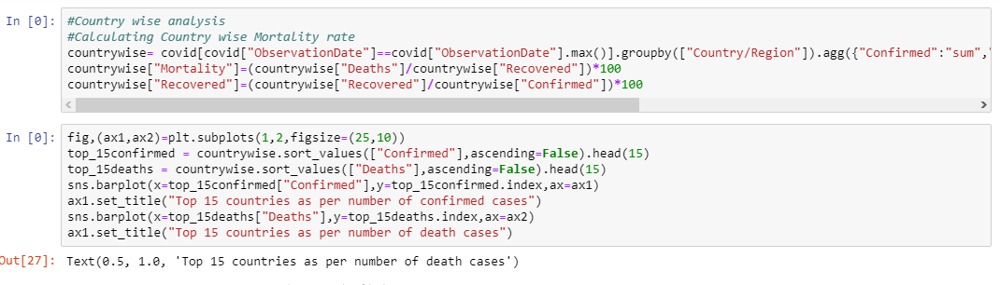 In [0]: #Country wise analysis
#Calculating Country wise Mortality rate
countrywise= covid[covid["ObservationDate"]==covid["ObservationDate"].max()].groupby(["Country/Region"]).agg({"Confirmed":"sum",
countrywise["Mortality"]=(countrywise["Deaths"]/countrywise["Recovered"])*100
countrywise["Recovered"]=(countrywise["Recovered"]/countrywise["Confirmed"])*100
In [0]: fig,(ax1,ax2)=plt.subplots(1,2,figsize=(25,10))
top_15confirmed = countrywise.sort_values(["Confirmed"],ascending=False).head(15)
top_15deaths = countrywise.sort_values(["Deaths"],ascending=False).head(15)
sns.barplot(x=top_15confirmed["Confirmed"],y=top_15confirmed.index,ax=ax1)
ax1.set_title("Top 15 countries as per number of confirmed cases")
sns.barplot(x=top_15deaths["Deaths"],y=top_15deaths.index,ax=ax2)
ax1.set_title("Top 15 countries as per number of death cases")
Out[27]: Text(0.5, 1.0, 'Top 15 countries as per number of death cases')